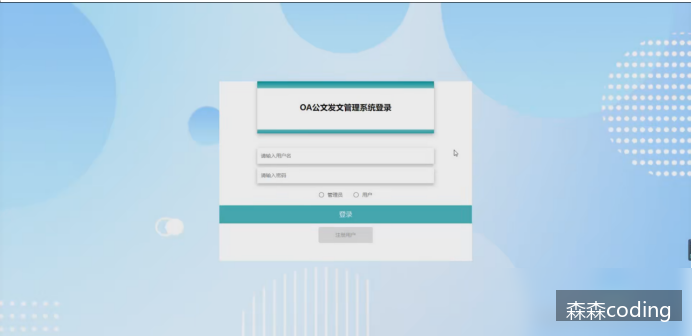 OA公文发文管理系统登录
请输入用户名
请输入密码
管理员 用户
登录
注册用户
森森coding